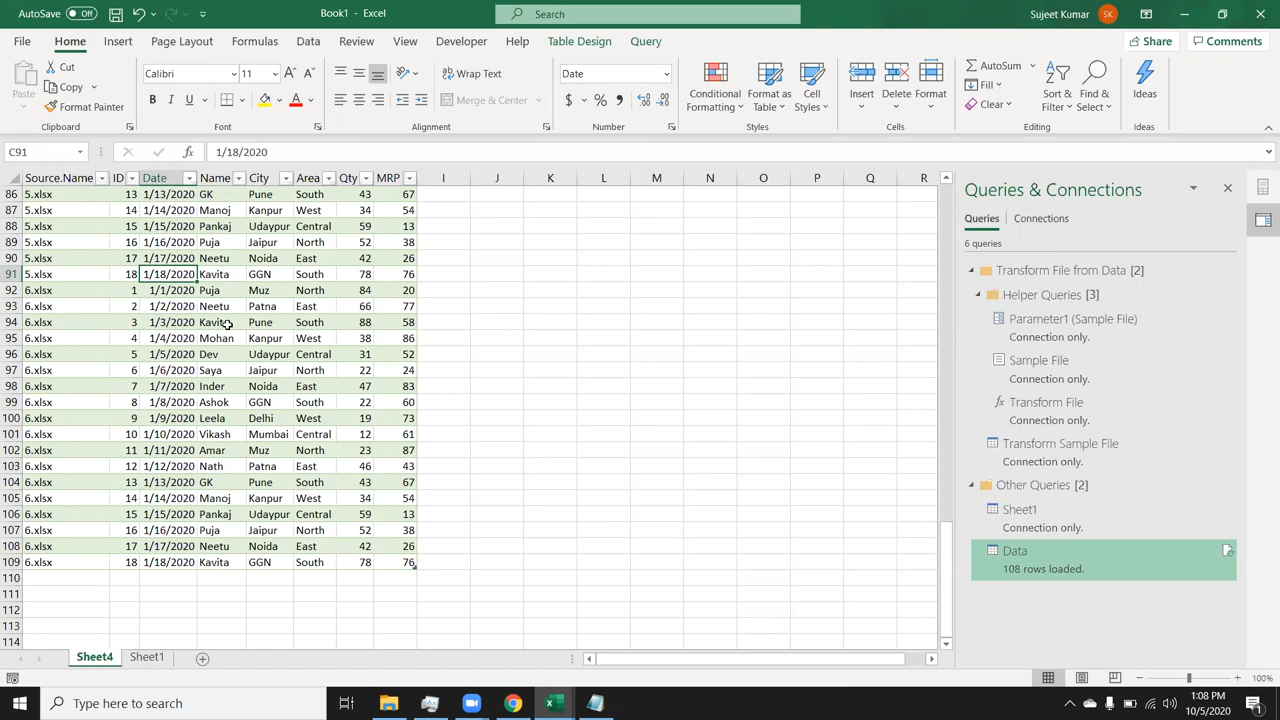 AutoSave Off Book1 - Excel Search Sujeet Kumar SK
File Home Insert Page Layout Formulas Data Review View Developer Help Table Design Query Share Comments
Paste Cut Copy Format Painter Calibri 11 Wrap Text Merge & Center Date Conditional Formatting Format as Table Cell Styles Insert Delete Format AutoSum Fill Clear Sort & Filter Find & Select Ideas
Clipboard Font Alignment Number Styles Cells Editing Ideas
C91 fx 1/18/2020
Source.Name ID Date Name City Area Qty MRP I J K L M N O P Q R
86 5.xlsx 13 1/13/2020 GK Pune South 43 67
87 5.xlsx 14 1/14/2020 Manoj Kanpur West 34 54
88 5.xlsx 15 1/15/2020 Pankaj Udaypur Central 59 13
89 5.xlsx 16 1/16/2020 Puja Jaipur North 52 38
90 5.xlsx 17 1/17/2020 Neetu Noida East 42 26
91 5.xlsx 18 1/18/2020 Kavita GGN South 78 76
92 6.xlsx 1 1/1/2020 Puja Muz North 84 20
93 6.xlsx 2 1/2/2020 Neetu Patna East 66 77
94 6.xlsx 3 1/3/2020 Kavita Pune South 88 58
95 6.xlsx 4 1/4/2020 Mohan Kanpur West 38 86
96 6.xlsx 5 1/5/2020 Dev Udaypur Central 31 52
97 6.xlsx 6 1/6/2020 Saya Jaipur North 22 24
98 6.xlsx 7 1/7/2020 Inder Noida East 47 83
99 6.xlsx 8 1/8/2020 Ashok GGN South 22 60
100 6.xlsx 9 1/9/2020 Leela Delhi West 19 73
101 6.xlsx 10 1/10/2020 Vikash Mumbai Central 12 61
102 6.xlsx 11 1/11/2020 Amar Muz North 23 87
103 6.xlsx 12 1/12/2020 Nath Patna East 46 43
104 6.xlsx 13 1/13/2020 GK Pune South 43 67
105 6.xlsx 14 1/14/2020 Manoj Kanpur West 34 54
106 6.xlsx 15 1/15/2020 Pankaj Udaypur Central 59 13
107 6.xlsx 16 1/16/2020 Puja Jaipur North 52 38
108 6.xlsx 17 1/17/2020 Neetu Noida East 42 26
109 6.xlsx 18 1/18/2020 Kavita GGN South 78 76
110
111
112
113
114
Queries & Connections
Queries Connections
6 queries
Transform File from Data [2]
Helper Queries [3]
Parameter1 (Sample File)
Connection only.
Sample File
Connection only.
fx Transform File
Connection only.
Transform Sample File
Connection only.
Other Queries [2]
Sheet1
Connection only.
Data
108 rows loaded.
Sheet4 Sheet1
100%
Type here to search
1:08 PM
10/5/2020
1